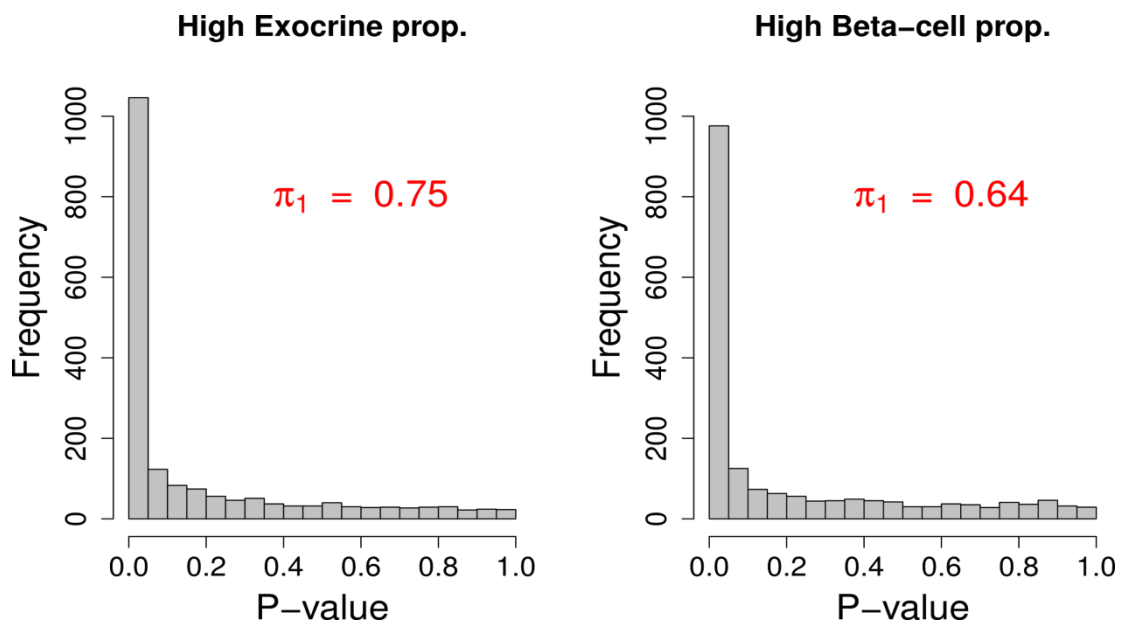 High Exocrine prop.
High Beta−cell prop.
Frequency
1000
800
600
400
200
0
π1 = 0.75
0.0 0.2 0.4 0.6 0.8 1.0
P−value
Frequency
1000
800
600
400
200
0
π1 = 0.64
0.0 0.2 0.4 0.6 0.8 1.0
P−value